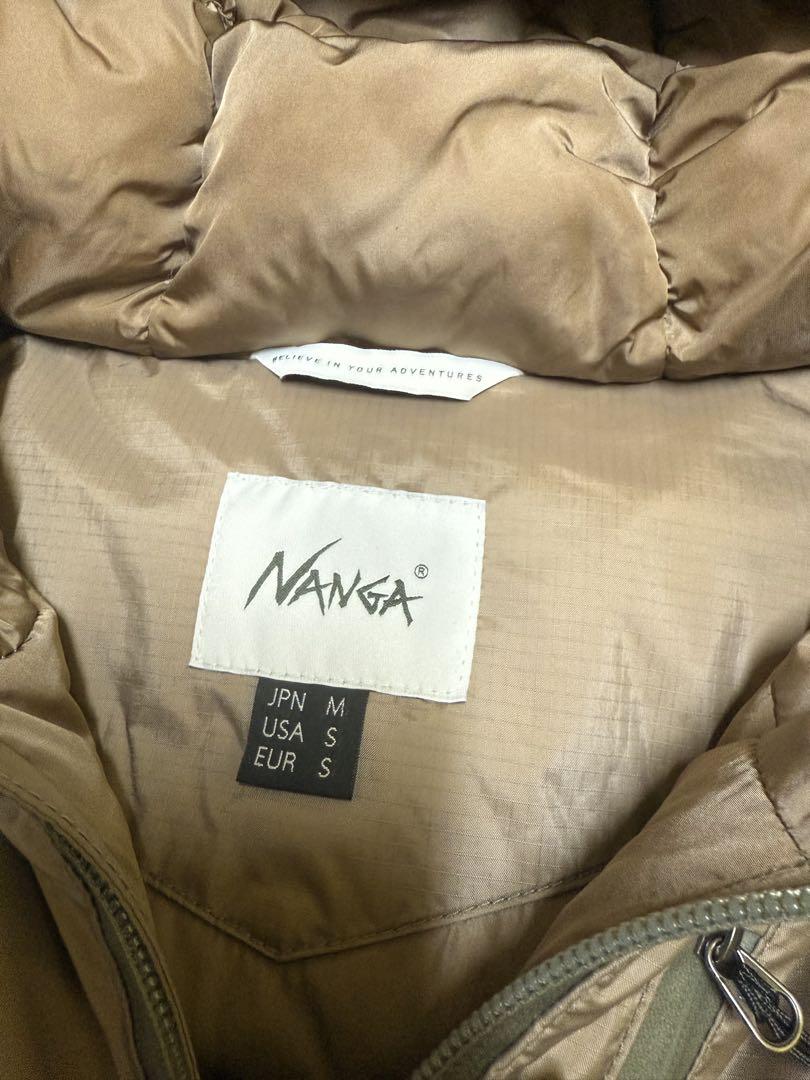 BELIEVE IN YOUR ADVENTURES
NANGA®
JPN M
USA S
EUR S